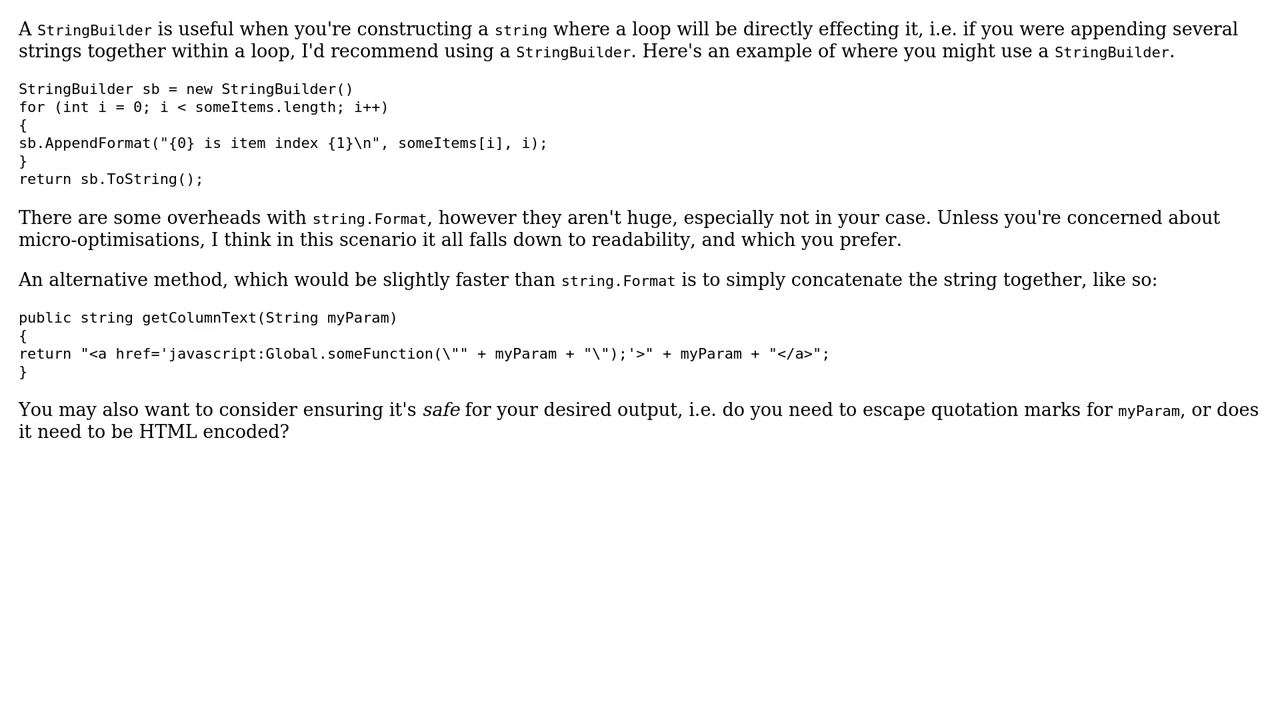 A StringBuilder is useful when you're constructing a string where a loop will be directly effecting it, i.e. if you were appending several
strings together within a loop, I'd recommend using a StringBuilder. Here's an example of where you might use a StringBuilder.
StringBuilder sb = new StringBuilder()
for (int i = 0; i < someItems.length; i++)
{
sb.AppendFormat("{0} is item index {1}\n", someItems[i], i);
}
return sb.ToString();
There are some overheads with string.Format, however they aren't huge, especially not in your case. Unless you're concerned about
micro-optimisations, I think in this scenario it all falls down to readability, and which you prefer.
An alternative method, which would be slightly faster than string.Format is to simply concatenate the string together, like so:
public string getColumnText(String myParam)
{
return "<a href='javascript:Global.someFunction(\"" + myParam + "\");'>" + myParam + "</a>";
}
You may also want to consider ensuring it's safe for your desired output, i.e. do you need to escape quotation marks for myParam, or does
it need to be HTML encoded?